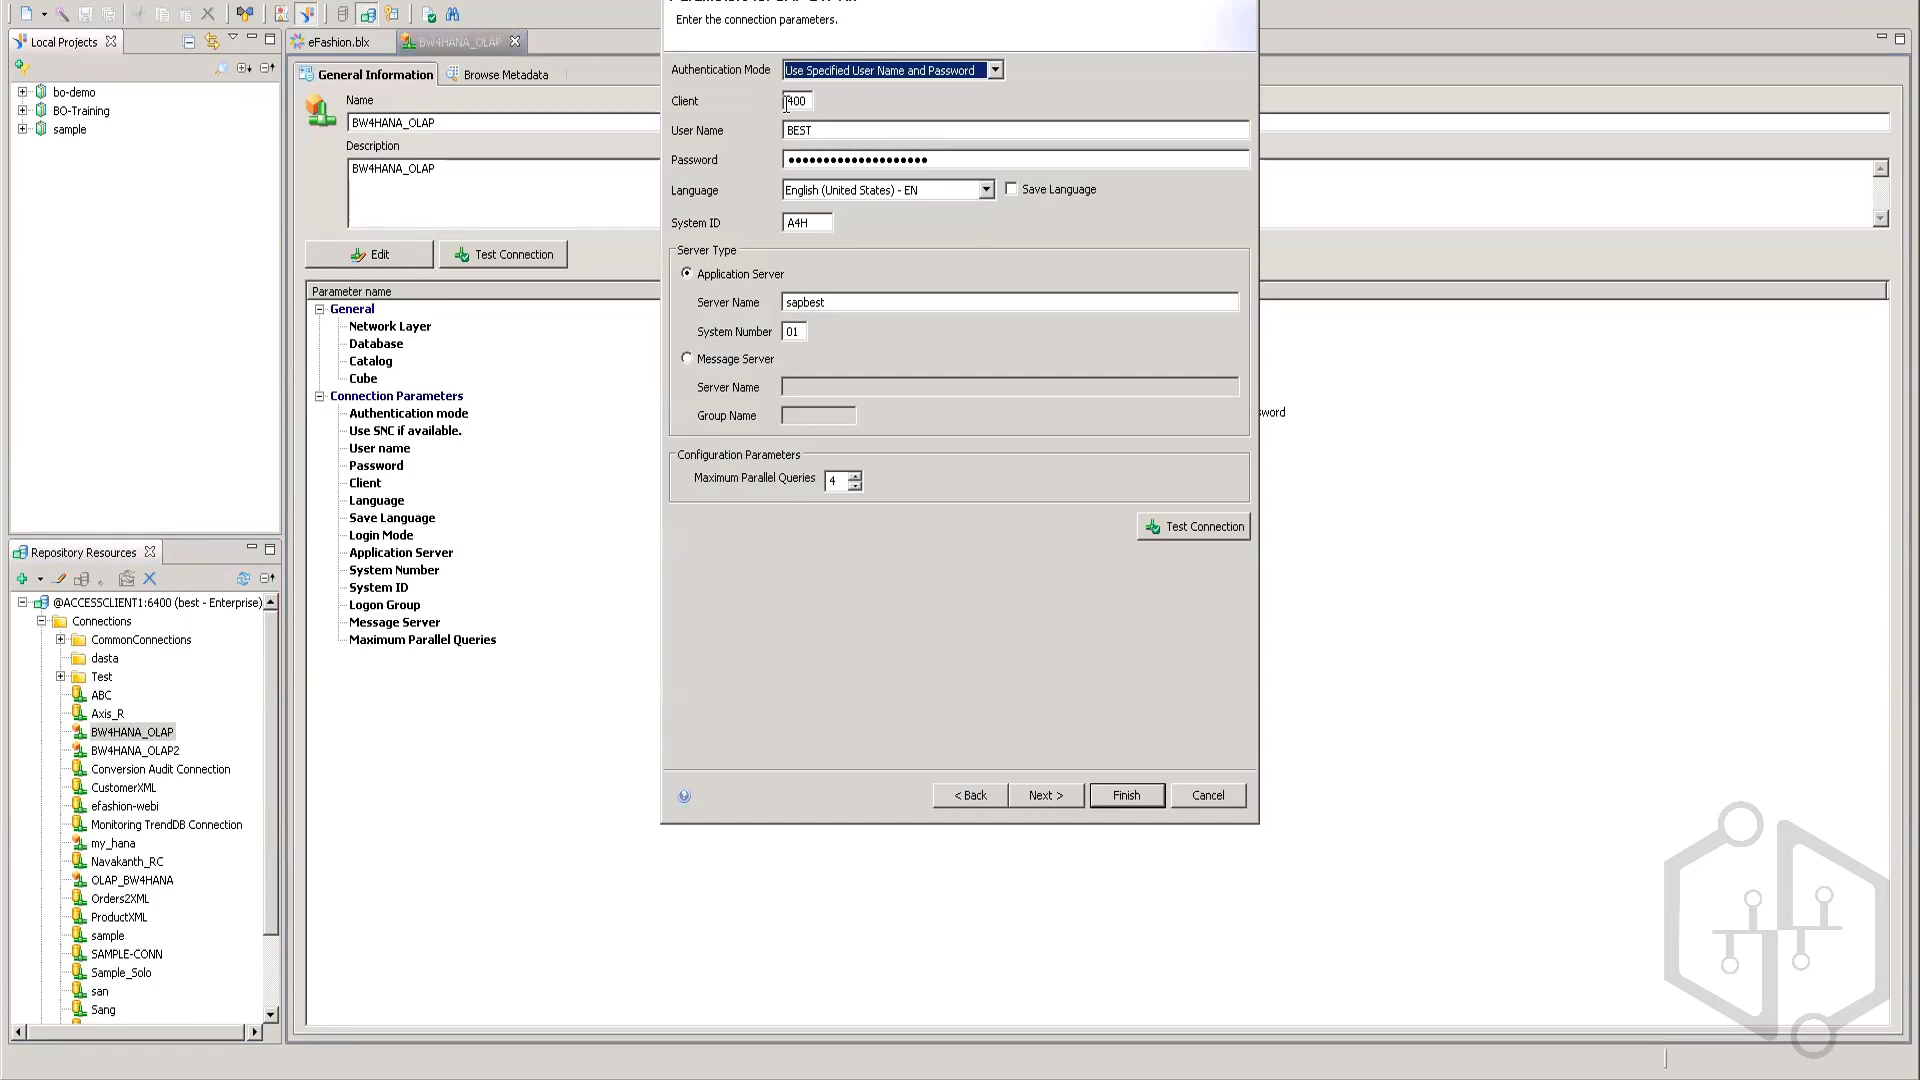 Enter the connection parameters.
Local Projects
bo-demo
BO-Training
sample
eFashion.blx
BW4HANA_OLAP
General Information
Browse Metadata
Name
BW4HANA_OLAP
Description
BW4HANA_OLAP
Edit
Test Connection
Parameter name
General
Network Layer
Database
Catalog
Cube
Connection Parameters
Authentication mode
Use SNC if available.
User name
Password
Client
Language
Save Language
Login Mode
Application Server
System Number
System ID
Logon Group
Message Server
Maximum Parallel Queries
Authentication Mode
Use Specified User Name and Password
Client
400
User Name
BEST
Password
Language
English (United States) - EN
Save Language
System ID
A4H
Server Type
Application Server
Server Name
sapbest
System Number
01
Message Server
Server Name
Group Name
Configuration Parameters
Maximum Parallel Queries
4
Test Connection
< Back
Next >
Finish
Cancel
Repository Resources
@ACCESSCLIENT1:6400 (best - Enterprise)
Connections
CommonConnections
dasta
Test
ABC
Axis_R
BW4HANA_OLAP
BW4HANA_OLAP2
Conversion Audit Connection
CustomerXML
efashion-webi
Monitoring TrendDB Connection
my_hana
Navakanth_RC
OLAP_BW4HANA
Orders2XML
ProductXML
sample
SAMPLE-CONN
Sample_Solo
san
Sang